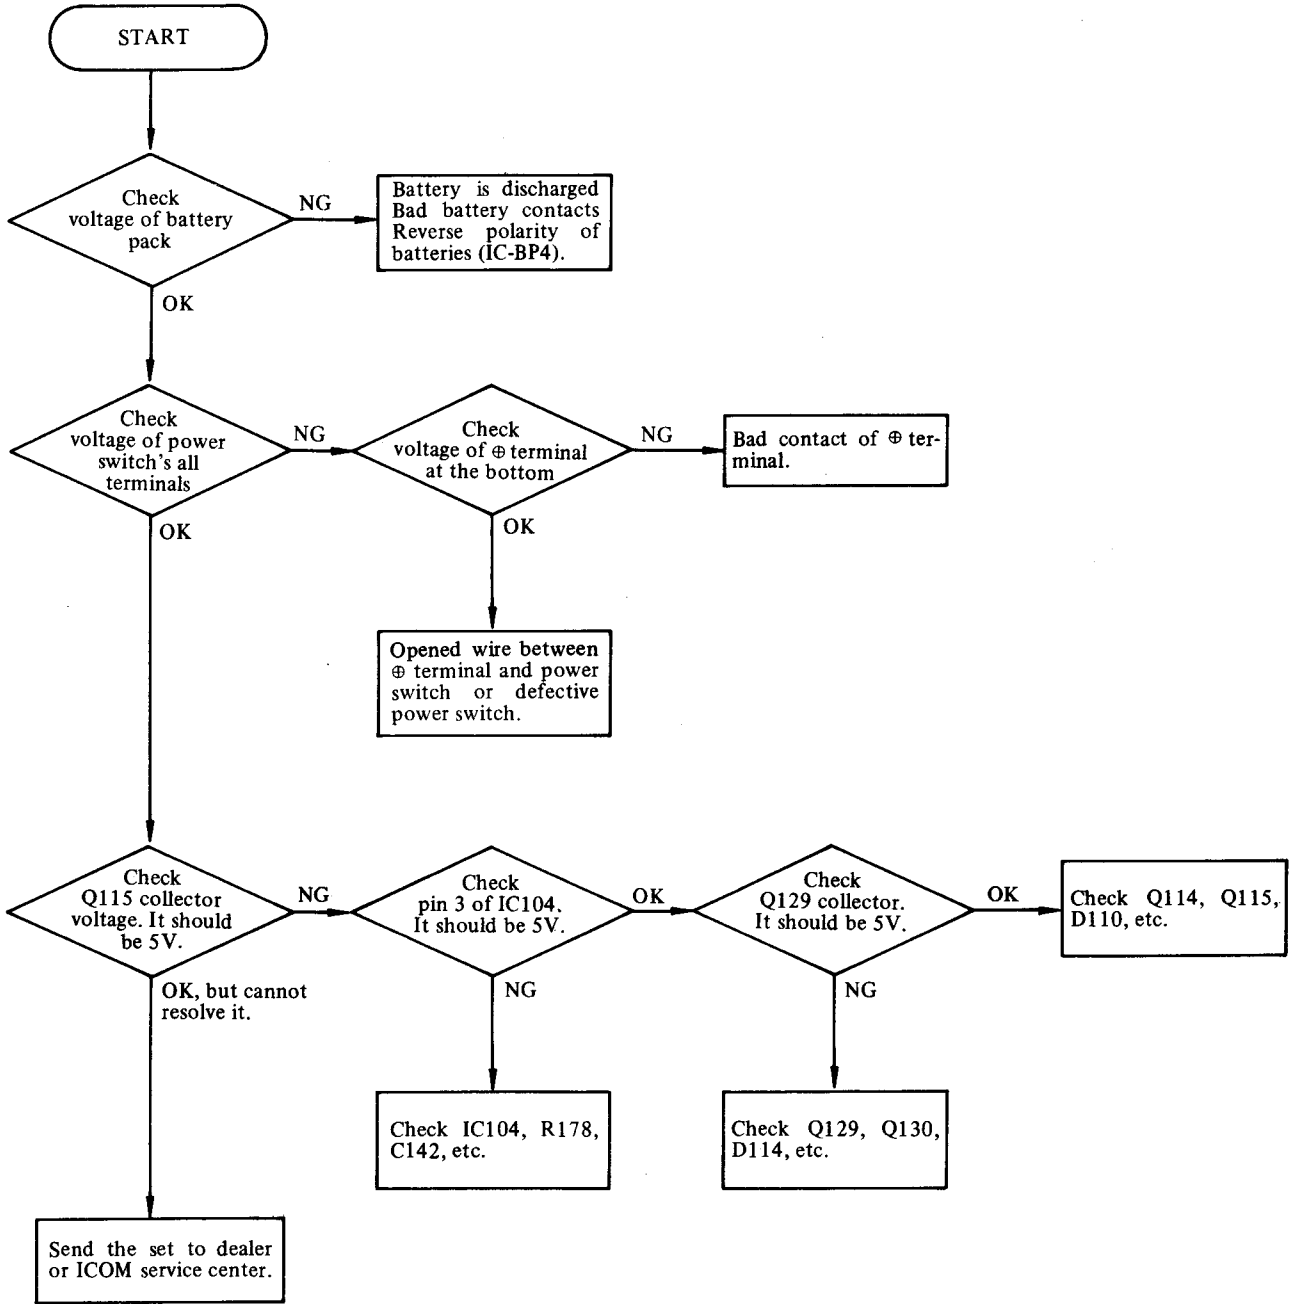 START
Check
voltage of battery
pack
NG
Battery is discharged
Bad battery contacts
Reverse polarity of
batteries (IC-BP4).
OK
Check
voltage of power
switch's all
terminals
NG
Check
voltage of ⊕ terminal
at the bottom
NG
Bad contact of ⊕ ter-
minal.
OK
OK
Opened wire between
⊕ terminal and power
switch or defective
power switch.
Check
Q115 collector
voltage. It should
be 5V.
NG
Check
pin 3 of IC104.
It should be 5V.
OK
Check
Q129 collector.
It should be 5V.
OK
Check Q114, Q115,
D110, etc.
OK, but cannot
resolve it.
NG
NG
Check IC104, R178,
C142, etc.
Check Q129, Q130,
D114, etc.
Send the set to dealer
or ICOM service center.